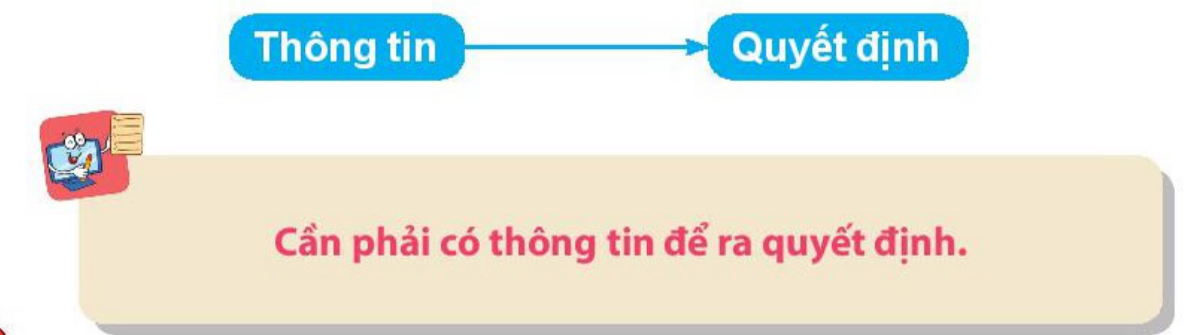 Thông tin
Quyết định
Cần phải có thông tin để ra quyết định.